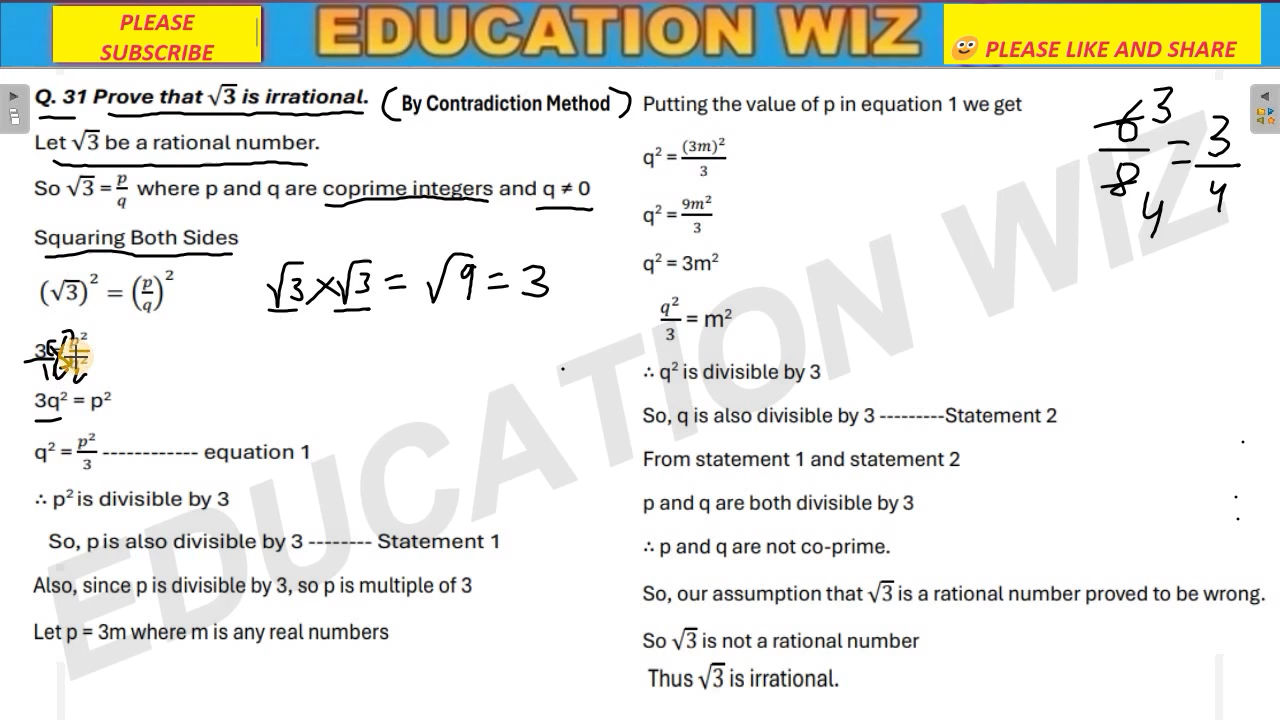 PLEASE
SUBSCRIBE
EDUCATION WIZ
PLEASE LIKE AND SHARE
Q. 31 Prove that √3 is irrational. (By Contradiction Method)
Let √3 be a rational number.
So √3 = p/q where p and q are coprime integers and q ≠ 0
Squaring Both Sides
(√3)² = (p/q)²
√3 × √3 = √9 = 3
3q² = p²
q² = p²/3 ------------ equation 1
∴ p² is divisible by 3
So, p is also divisible by 3 -------- Statement 1
Also, since p is divisible by 3, so p is multiple of 3
Let p = 3m where m is any real numbers
Putting the value of p in equation 1 we get
6/8 3/4 = 3/4
q² = (3m)²/3
q² = 9m²/3
q² = 3m²
q²/3 = m²
∴ q² is divisible by 3
So, q is also divisible by 3 ---------Statement 2
From statement 1 and statement 2
p and q are both divisible by 3
∴ p and q are not co-prime.
So, our assumption that √3 is a rational number proved to be wrong.
So √3 is not a rational number
Thus √3 is irrational.
EDUCATION WIZ